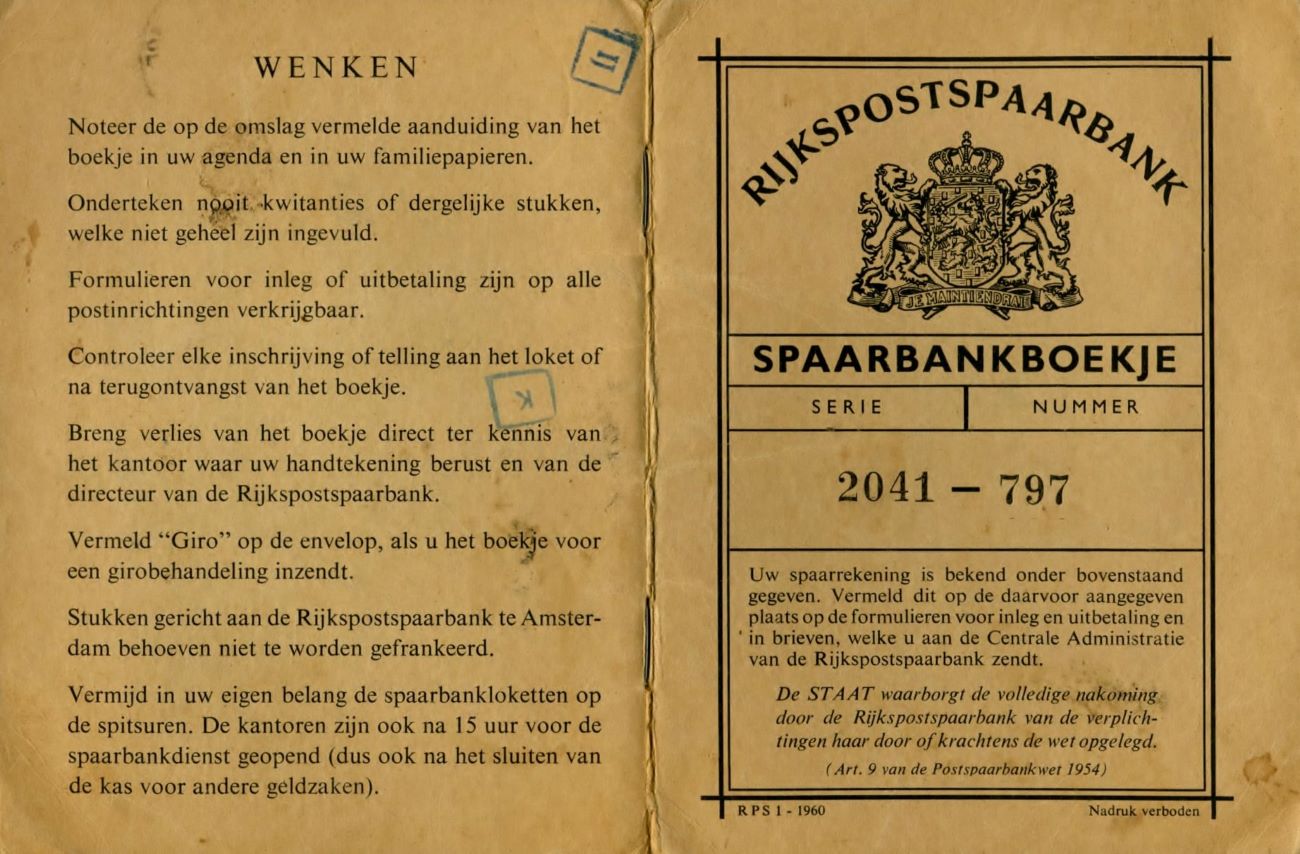 WENKEN
Noteer de op de omslag vermelde aanduiding van het
boekje in uw agenda en in uw familiepapieren.
Onderteken nooit kwitanties of dergelijke stukken,
welke niet geheel zijn ingevuld.
Formulieren voor inleg of uitbetaling zijn op alle
postinrichtingen verkrijgbaar.
Controleer elke inschrijving of telling aan het loket of
na terugontvangst van het boekje.
K
Breng verlies van het boekje direct ter kennis van
het kantoor waar uw handtekening berust en van de
directeur van de Rijkspostspaarbank.
Vermeld “Giro” op de envelop, als u het boekje voor
een girobehandeling inzendt.
Stukken gericht aan de Rijkspostspaarbank te Amster-
dam behoeven niet te worden gefrankeerd.
Vermijd in uw eigen belang de spaarbankloketten op
de spitsuren. De kantoren zijn ook na 15 uur voor de
spaarbankdienst geopend (dus ook na het sluiten van
de kas voor andere geldzaken).
RIJKSPOSTSPAARBANK
JE MAINTIENDRAI
SPAARBANKBOEKJE
SERIE NUMMER
2041 – 797
Uw spaarrekening is bekend onder bovenstaand
gegeven. Vermeld dit op de daarvoor aangegeven
plaats op de formulieren voor inleg en uitbetaling en
in brieven, welke u aan de Centrale Administratie
van de Rijkspostspaarbank zendt.
De STAAT waarborgt de volledige nakoming
door de Rijkspostspaarbank van de verplich-
tingen haar door of krachtens de wet opgelegd.
(Art. 9 van de Postspaarbankwet 1954)
RPS 1 - 1960 Nadruk verboden